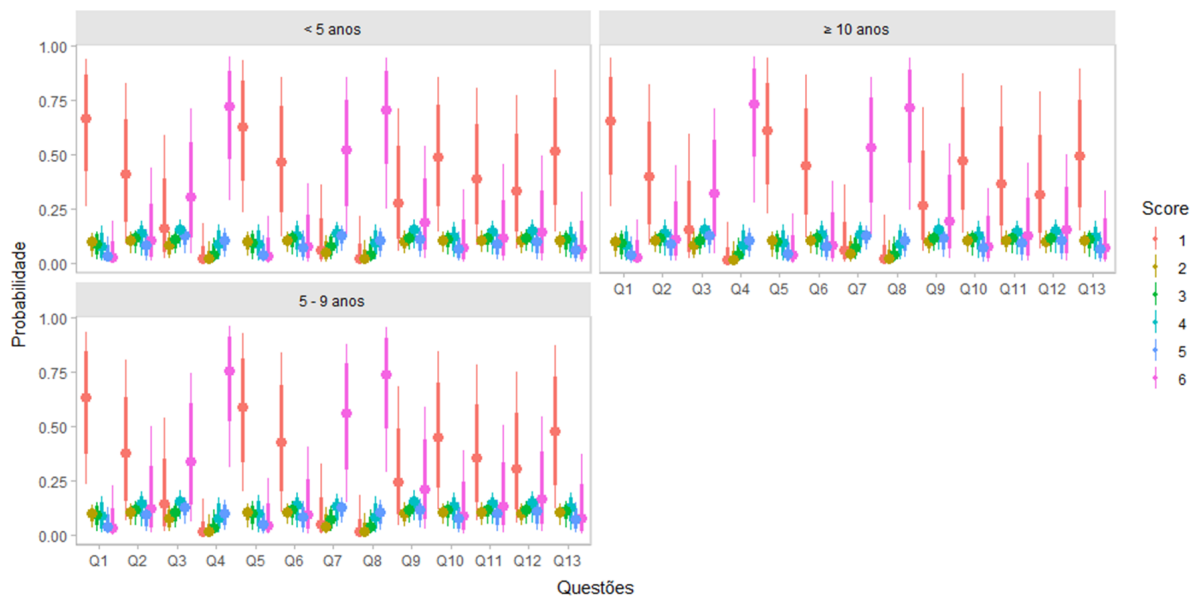 < 5 anos
≥ 10 anos
1.00
0.75
0.50
0.25
0.00
Q1 Q2 Q3 Q4 Q5 Q6 Q7 Q8 Q9 Q10 Q11 Q12 Q13
5 - 9 anos
1.00
0.75
0.50
0.25
0.00
Q1 Q2 Q3 Q4 Q5 Q6 Q7 Q8 Q9 Q10 Q11 Q12 Q13
Probabilidade
Questões
Score
1
2
3
4
5
6